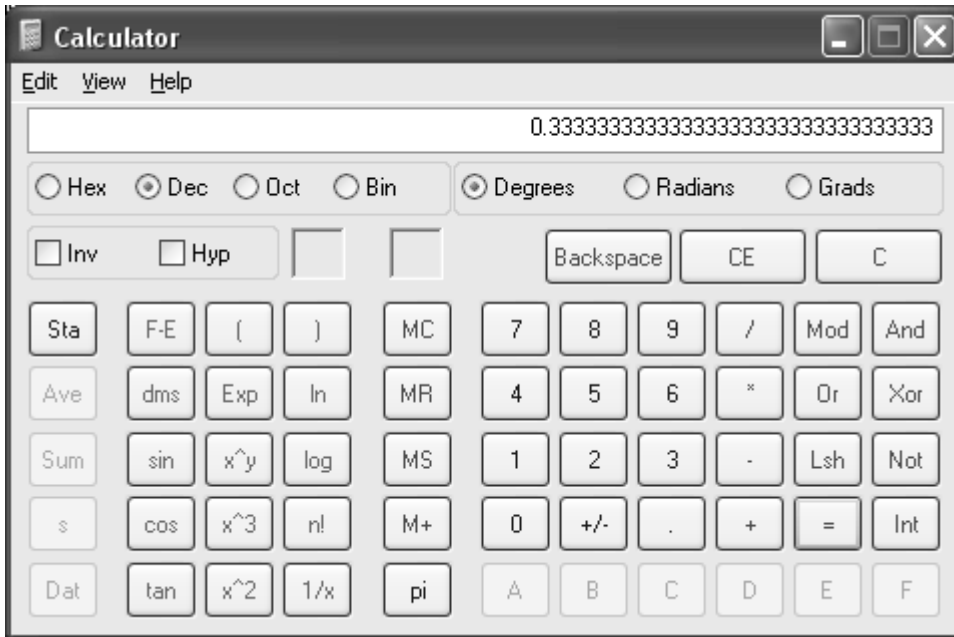 Calculator
Edit View Help
0.33333333333333333333333333333333
Hex Dec Oct Bin Degrees Radians Grads
Inv Hyp Backspace CE C
Sta F-E ( ) MC 7 8 9 / Mod And
Ave dms Exp ln MR 4 5 6 * Or Xor
Sum sin x^y log MS 1 2 3 - Lsh Not
s cos x^3 n! M+ 0 +/- . + = Int
Dat tan x^2 1/x pi A B C D E F